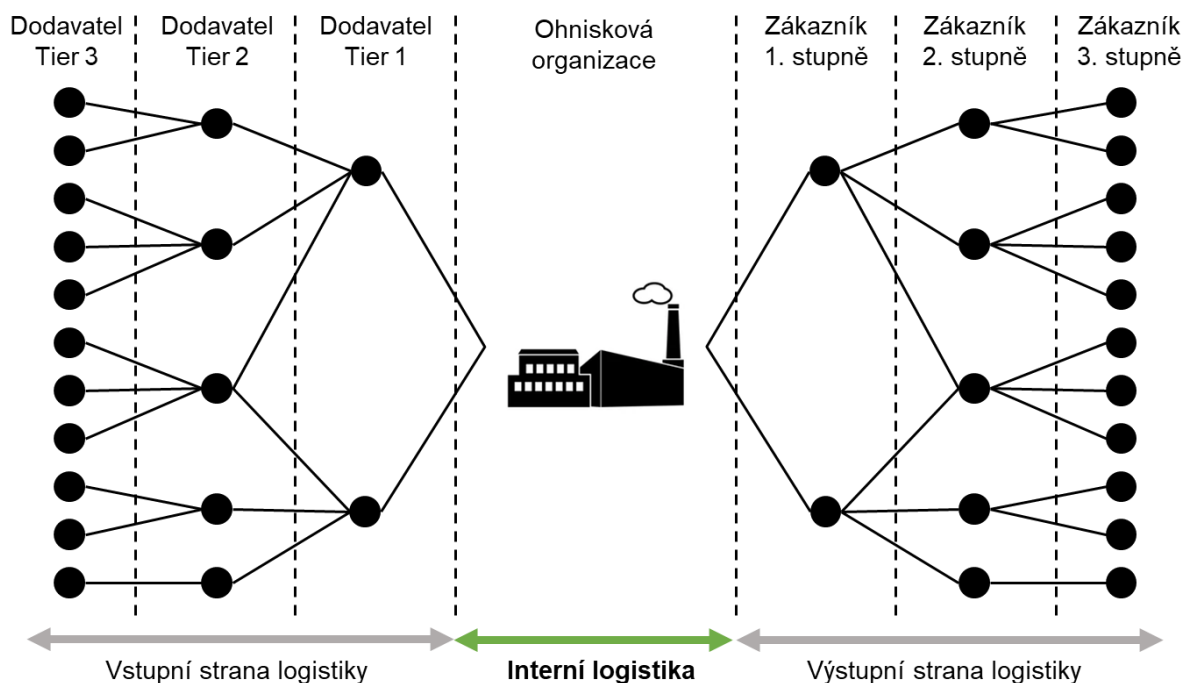 Dodavatel
Tier 3
Dodavatel
Tier 2
Dodavatel
Tier 1
Ohnisková
organizace
Zákazník
1. stupně
Zákazník
2. stupně
Zákazník
3. stupně
Vstupní strana logistiky
Interní logistika
Výstupní strana logistiky